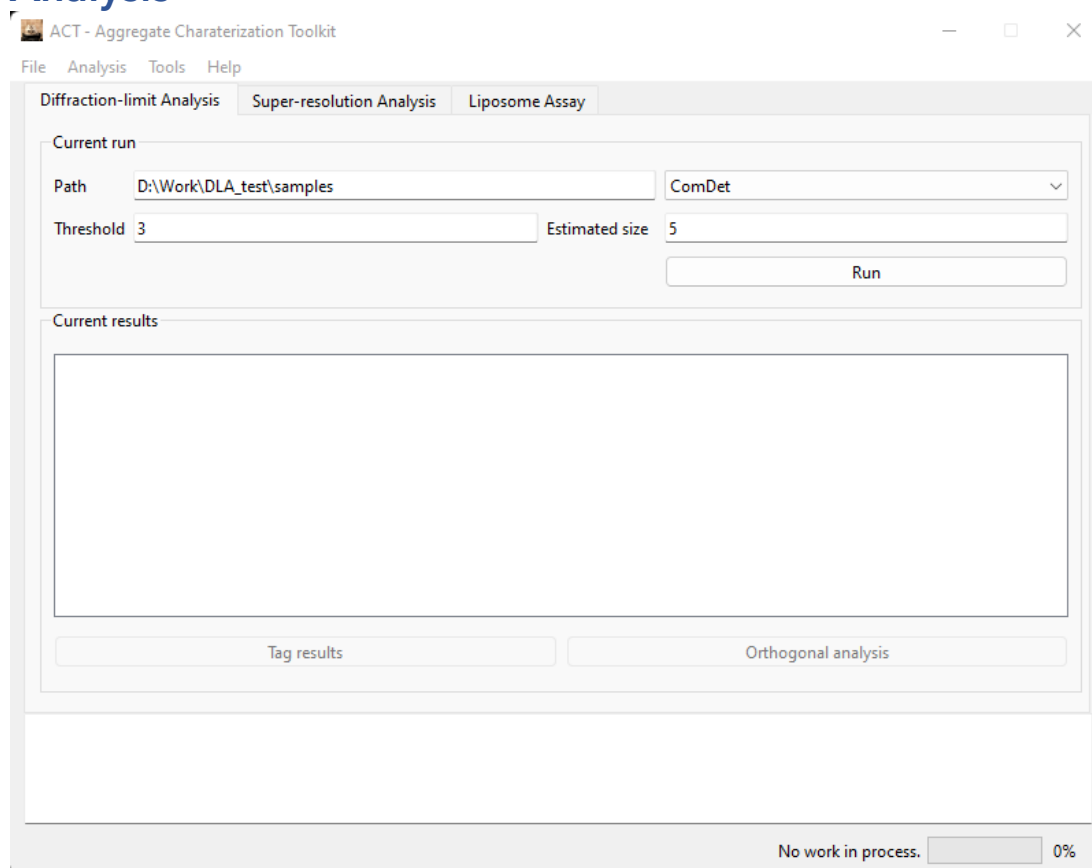 Analysis
ACT - Aggregate Charaterization Toolkit
File Analysis Tools Help
Diffraction-limit Analysis Super-resolution Analysis Liposome Assay
Current run
Path D:\Work\DLA_test\samples ComDet
Threshold 3 Estimated size 5
Run
Current results
Tag results Orthogonal analysis
No work in process. 0%